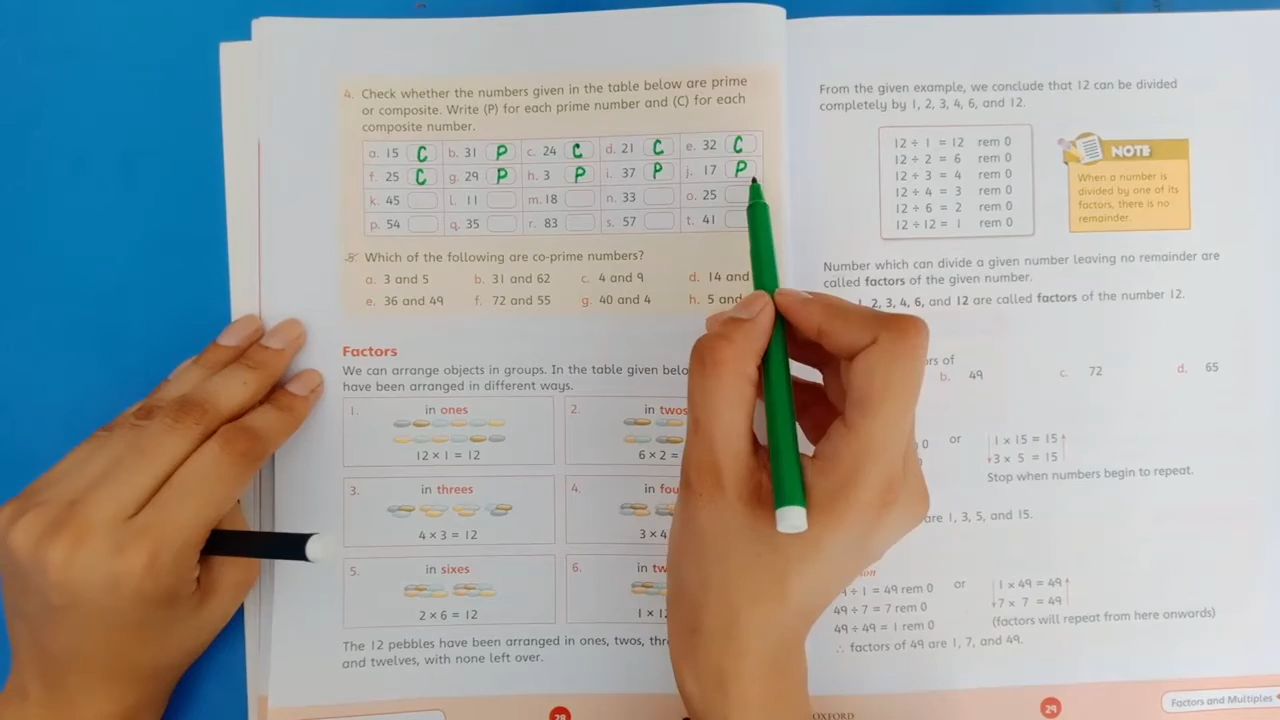 4. Check whether the numbers given in the table below are prime
or composite. Write (P) for each prime number and (C) for each
composite number.
a. 15 C b. 31 P c. 24 C d. 21 C e. 32 C
f. 25 C g. 29 P h. 3 P i. 37 P j. 17 P
k. 45 l. 11 m. 18 n. 33 o. 25
p. 54 q. 35 r. 83 s. 57 t. 41
Which of the following are co-prime numbers?
a. 3 and 5 b. 31 and 62 c. 4 and 9 d. 14 and
e. 36 and 49 f. 72 and 55 g. 40 and 4 h. 5 and
Factors
We can arrange objects in groups. In the table given
have been arranged in different ways.
1. in ones
12 × 1 = 12
2. in twos
6 × 2 =
3. in threes
4 × 3 = 12
4. in
3 × 4
5. in sixes
2 × 6 = 12
6. in
1 ×
The 12 pebbles have been arranged in ones, twos,
and twelves, with none left over.
28
From the given example, we conclude that 12 can be divided
completely by 1, 2, 3, 4, 6, and 12.
12 ÷ 1 = 12 rem 0
12 ÷ 2 = 6 rem 0
12 ÷ 3 = 4 rem 0
12 ÷ 4 = 3 rem 0
12 ÷ 6 = 2 rem 0
12 ÷ 12 = 1 rem 0
NOTE
When a number is
divided by one of its
factors, there is no
remainder.
Number which can divide a given number leaving no remainder are
called factors of the given number.
1, 2, 3, 4, 6, and 12 are called factors of the number 12.
of
b. 49 c. 72 d. 65
0 or 1 × 15 = 15
3 × 5 = 15
Stop when numbers begin to repeat.
are 1, 3, 5, and 15.
÷ 1 = 49 rem 0 or 1 × 49 = 49
49 ÷ 7 = 7 rem 0 7 × 7 = 49
49 ÷ 49 = 1 rem 0 (factors will repeat from here onwards)
∴ factors of 49 are 1, 7, and 49.
OXFORD
29
Factors and Multiples